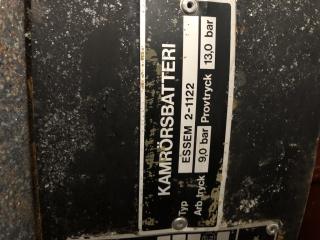 KAMRÖRSBATTERI
Typ ESSEM 2-1122
Arb.tryck 9,0 bar Provtryck 13,0 bar